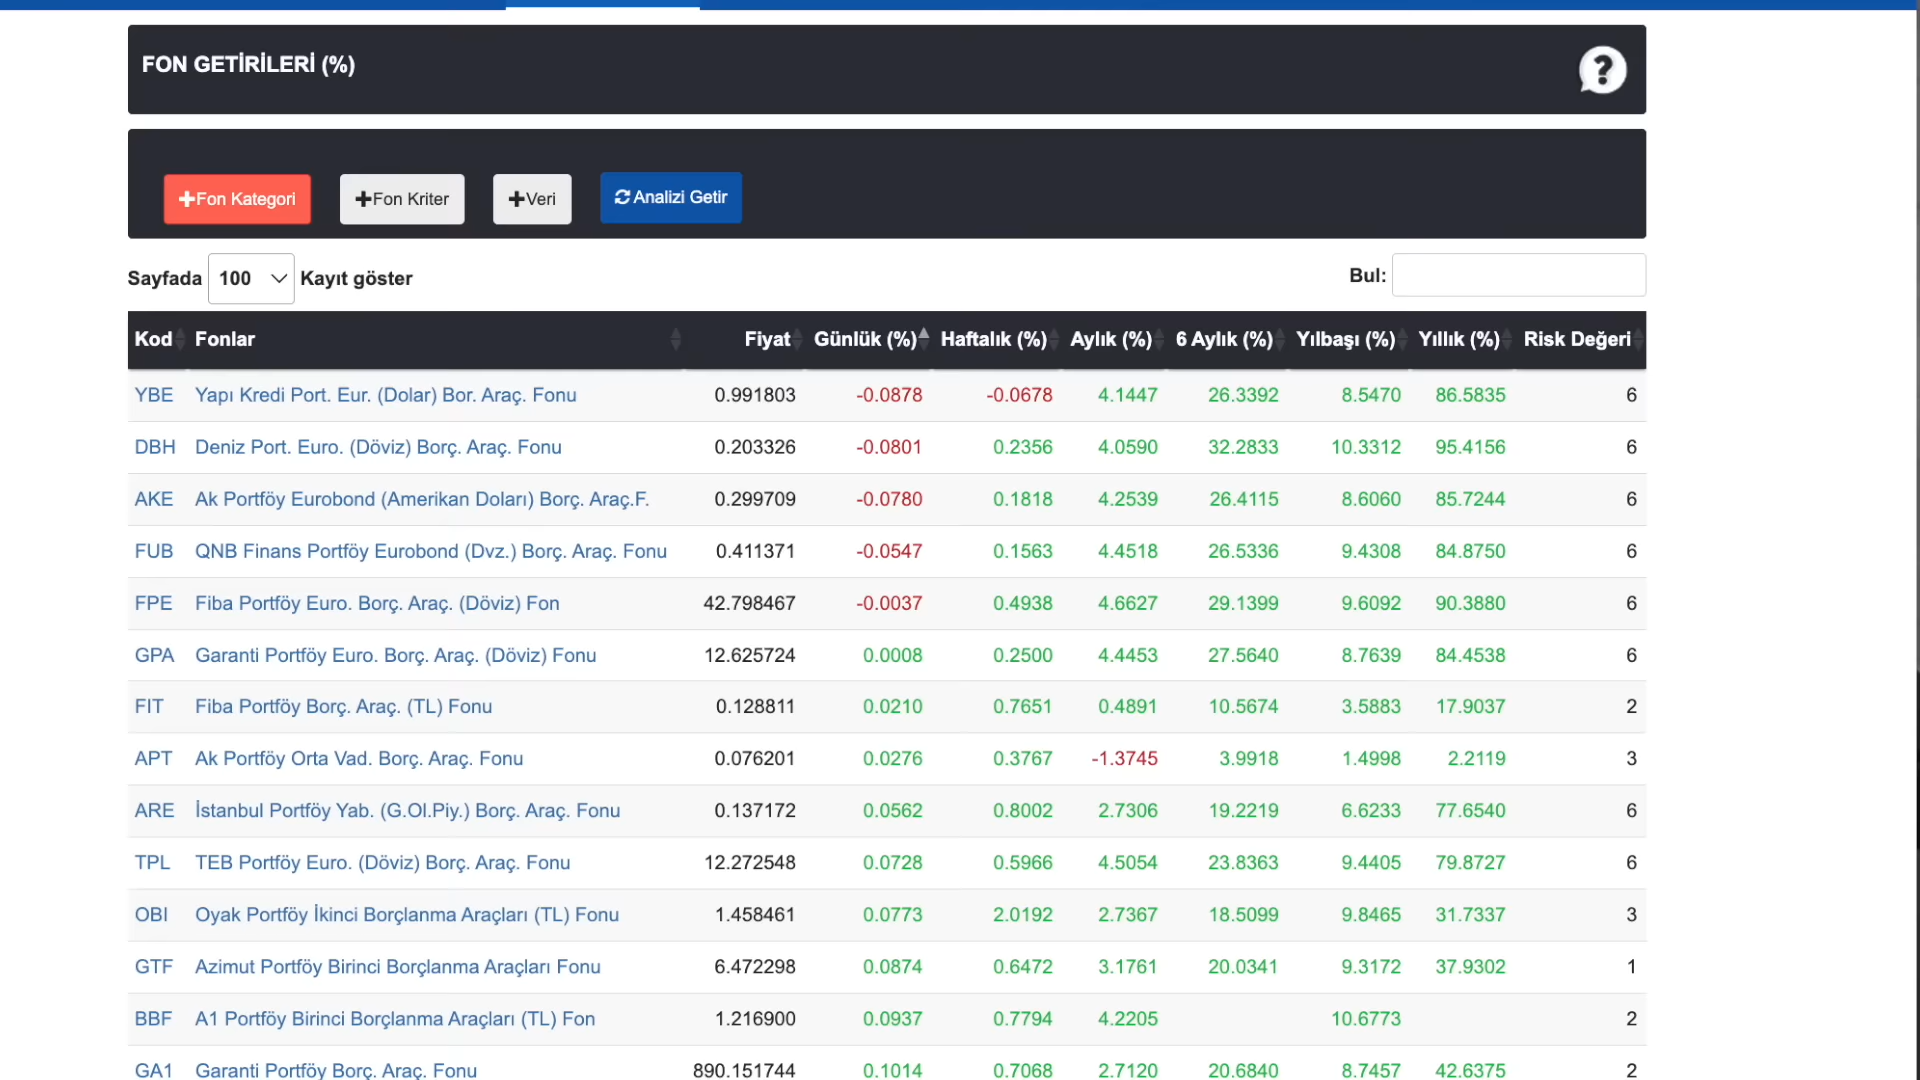 FON GETİRİLERİ (%)
?
Fon Kategori Fon Kriter Veri Analizi Getir
Sayfada 100 Kayıt göster Bul:
Kod Fonlar Fiyat Günlük (%) Haftalık (%) Aylık (%) 6 Aylık (%) Yılbaşı (%) Yıllık (%) Risk Değeri
YBE Yapı Kredi Port. Eur. (Dolar) Bor. Araç. Fonu 0.991803 -0.0878 -0.0678 4.1447 26.3392 8.5470 86.5835 6
DBH Deniz Port. Euro. (Döviz) Borç. Araç. Fonu 0.203326 -0.0801 0.2356 4.0590 32.2833 10.3312 95.4156 6
AKE Ak Portföy Eurobond (Amerikan Doları) Borç. Araç.F. 0.299709 -0.0780 0.1818 4.2539 26.4115 8.6060 85.7244 6
FUB QNB Finans Portföy Eurobond (Dvz.) Borç. Araç. Fonu 0.411371 -0.0547 0.1563 4.4518 26.5336 9.4308 84.8750 6
FPE Fiba Portföy Euro. Borç. Araç. (Döviz) Fon 42.798467 -0.0037 0.4938 4.6627 29.1399 9.6092 90.3880 6
GPA Garanti Portföy Euro. Borç. Araç. (Döviz) Fonu 12.625724 0.0008 0.2500 4.4453 27.5640 8.7639 84.4538 6
FIT Fiba Portföy Borç. Araç. (TL) Fonu 0.128811 0.0210 0.7651 0.4891 10.5674 3.5883 17.9037 2
APT Ak Portföy Orta Vad. Borç. Araç. Fonu 0.076201 0.0276 0.3767 -1.3745 3.9918 1.4998 2.2119 3
ARE İstanbul Portföy Yab. (G.Ol.Piy.) Borç. Araç. Fonu 0.137172 0.0562 0.8002 2.7306 19.2219 6.6233 77.6540 6
TPL TEB Portföy Euro. (Döviz) Borç. Araç. Fonu 12.272548 0.0728 0.5966 4.5054 23.8363 9.4405 79.8727 6
OBI Oyak Portföy İkinci Borçlanma Araçları (TL) Fonu 1.458461 0.0773 2.0192 2.7367 18.5099 9.8465 31.7337 3
GTF Azimut Portföy Birinci Borçlanma Araçları Fonu 6.472298 0.0874 0.6472 3.1761 20.0341 9.3172 37.9302 1
BBF A1 Portföy Birinci Borçlanma Araçları (TL) Fon 1.216900 0.0937 0.7794 4.2205 10.6773 2
GA1 Garanti Portföy Borç. Araç. Fonu 890.151744 0.1014 0.7068 2.7120 20.6840 8.7457 42.6375 2